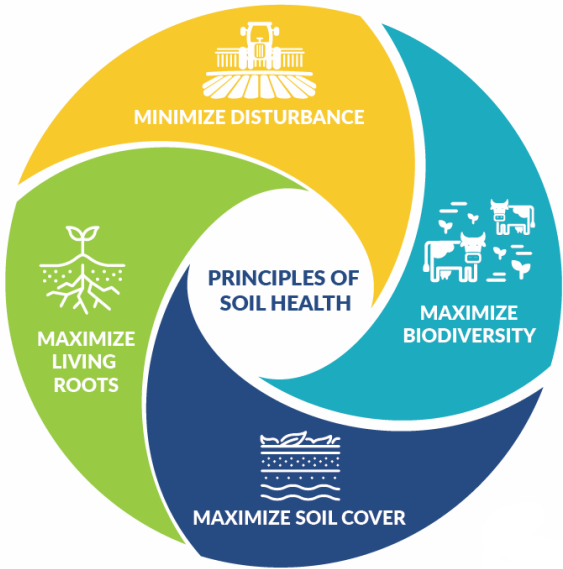 MINIMIZE DISTURBANCE
PRINCIPLES OF
SOIL HEALTH
MAXIMIZE
BIODIVERSITY
MAXIMIZE
LIVING
ROOTS
MAXIMIZE SOIL COVER